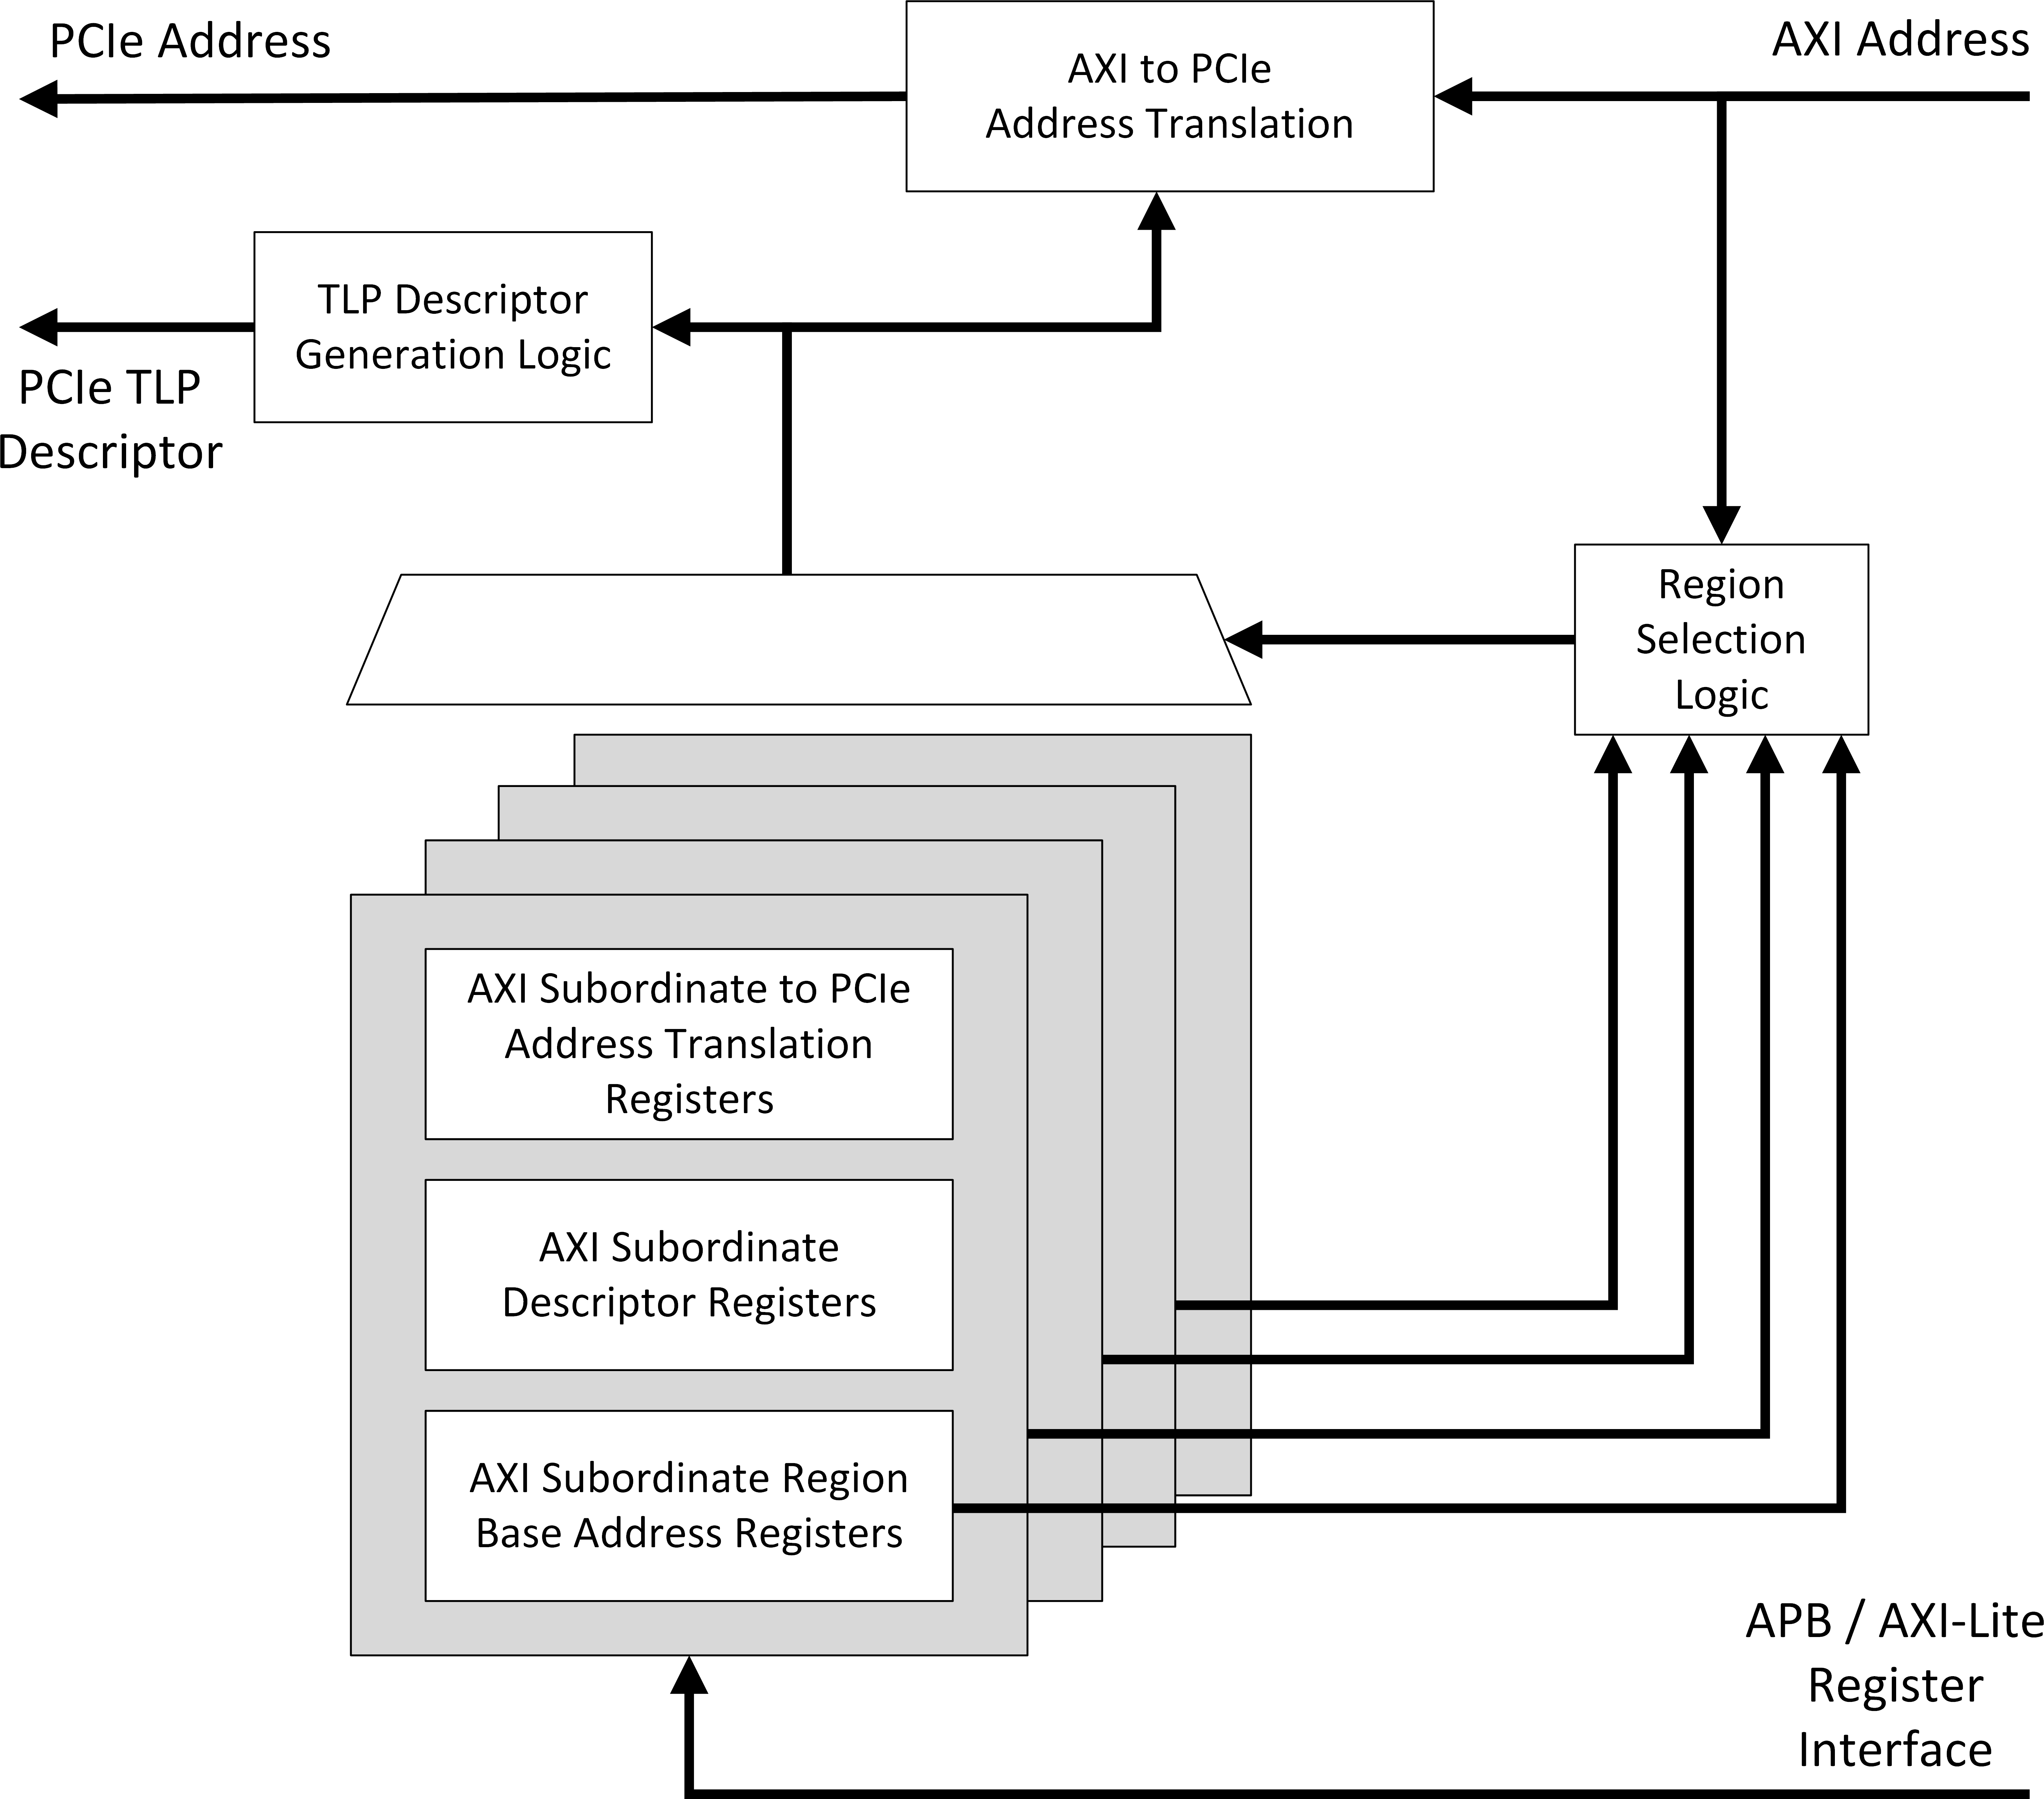 PCIe Address
AXI to PCIe
Address Translation
AXI Address
TLP Descriptor
Generation Logic
PCIe TLP
Descriptor
Region
Selection
Logic
AXI Subordinate to PCIe
Address Translation
Registers
AXI Subordinate
Descriptor Registers
AXI Subordinate Region
Base Address Registers
APB / AXI-Lite
Register
Interface